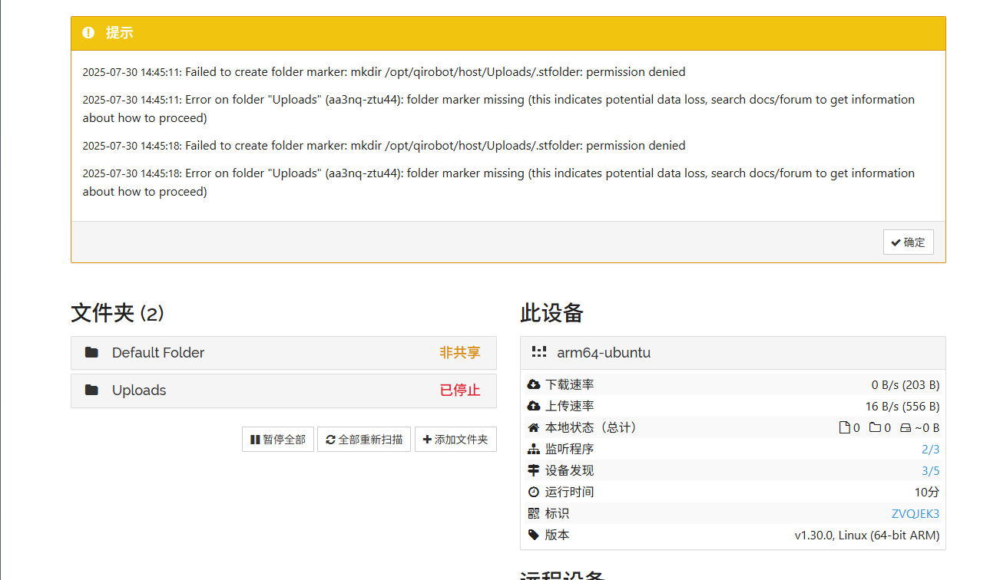 提示
2025-07-30 14:45:11: Failed to create folder marker: mkdir /opt/qirobot/host/Uploads/.stfolder: permission denied
2025-07-30 14:45:11: Error on folder "Uploads" (aa3nq-ztu44): folder marker missing (this indicates potential data loss, search docs/forum to get information
about how to proceed)
2025-07-30 14:45:18: Failed to create folder marker: mkdir /opt/qirobot/host/Uploads/.stfolder: permission denied
2025-07-30 14:45:18: Error on folder "Uploads" (aa3nq-ztu44): folder marker missing (this indicates potential data loss, search docs/forum to get information
about how to proceed)
确定
文件夹 (2)
Default Folder 非共享
Uploads 已停止
暂停全部 全部重新扫描 添加文件夹
此设备
arm64-ubuntu
下载速率 0 B/s (203 B)
上传速率 16 B/s (556 B)
本地状态（总计） 0 0 ~0 B
监听程序 2/3
设备发现 3/5
运行时间 10分
标识 ZVQJEK3
版本 v1.30.0, Linux (64-bit ARM)
远程设备